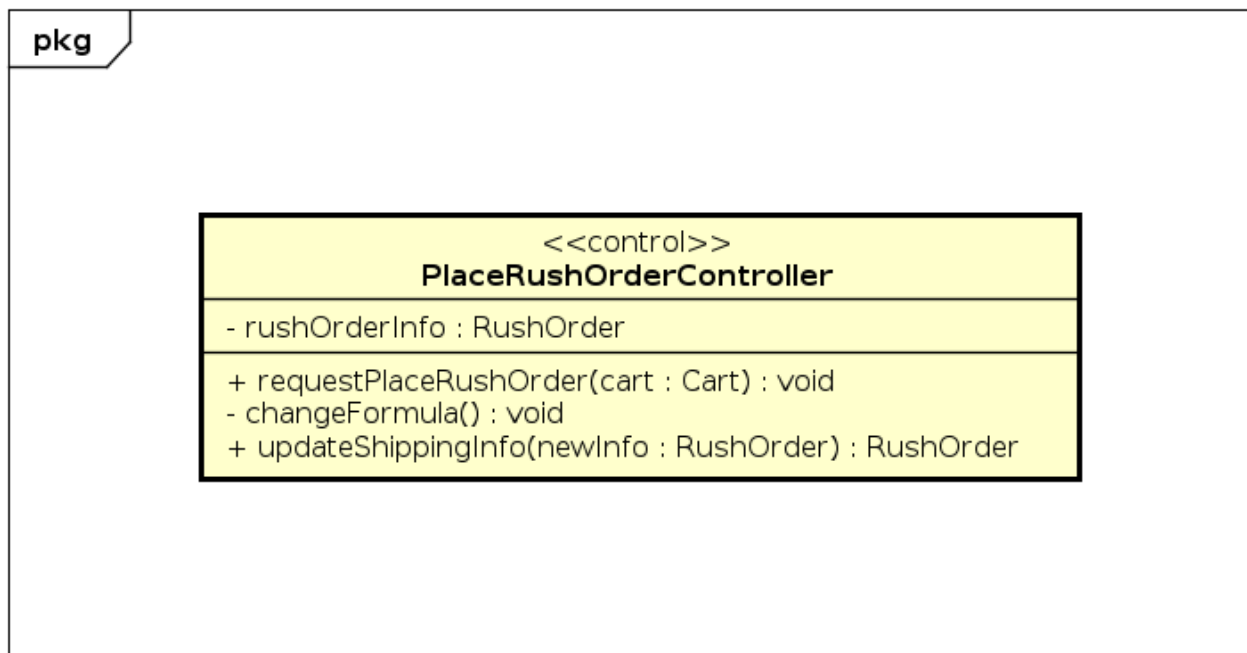 pkg
<<control>>
PlaceRushOrderController
- rushOrderInfo : RushOrder
+ requestPlaceRushOrder(cart : Cart) : void
- changeFormula() : void
+ updateShippingInfo(newInfo : RushOrder) : RushOrder